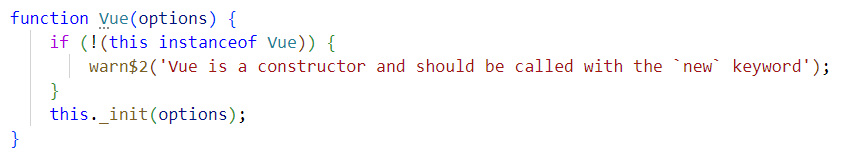 function Vue(options) {
    if (!(this instanceof Vue)) {
        warn$2('Vue is a constructor and should be called with the `new` keyword');
    }
    this._init(options);
}